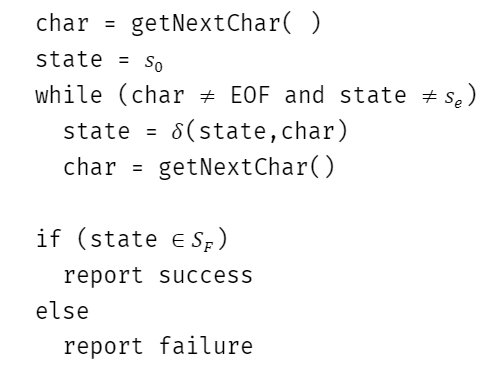 char = getNextChar( )
state = s₀
while (char ≠ EOF and state ≠ sₑ)
state = δ(state,char)
char = getNextChar()
if (state ∈ S_F)
report success
else
report failure